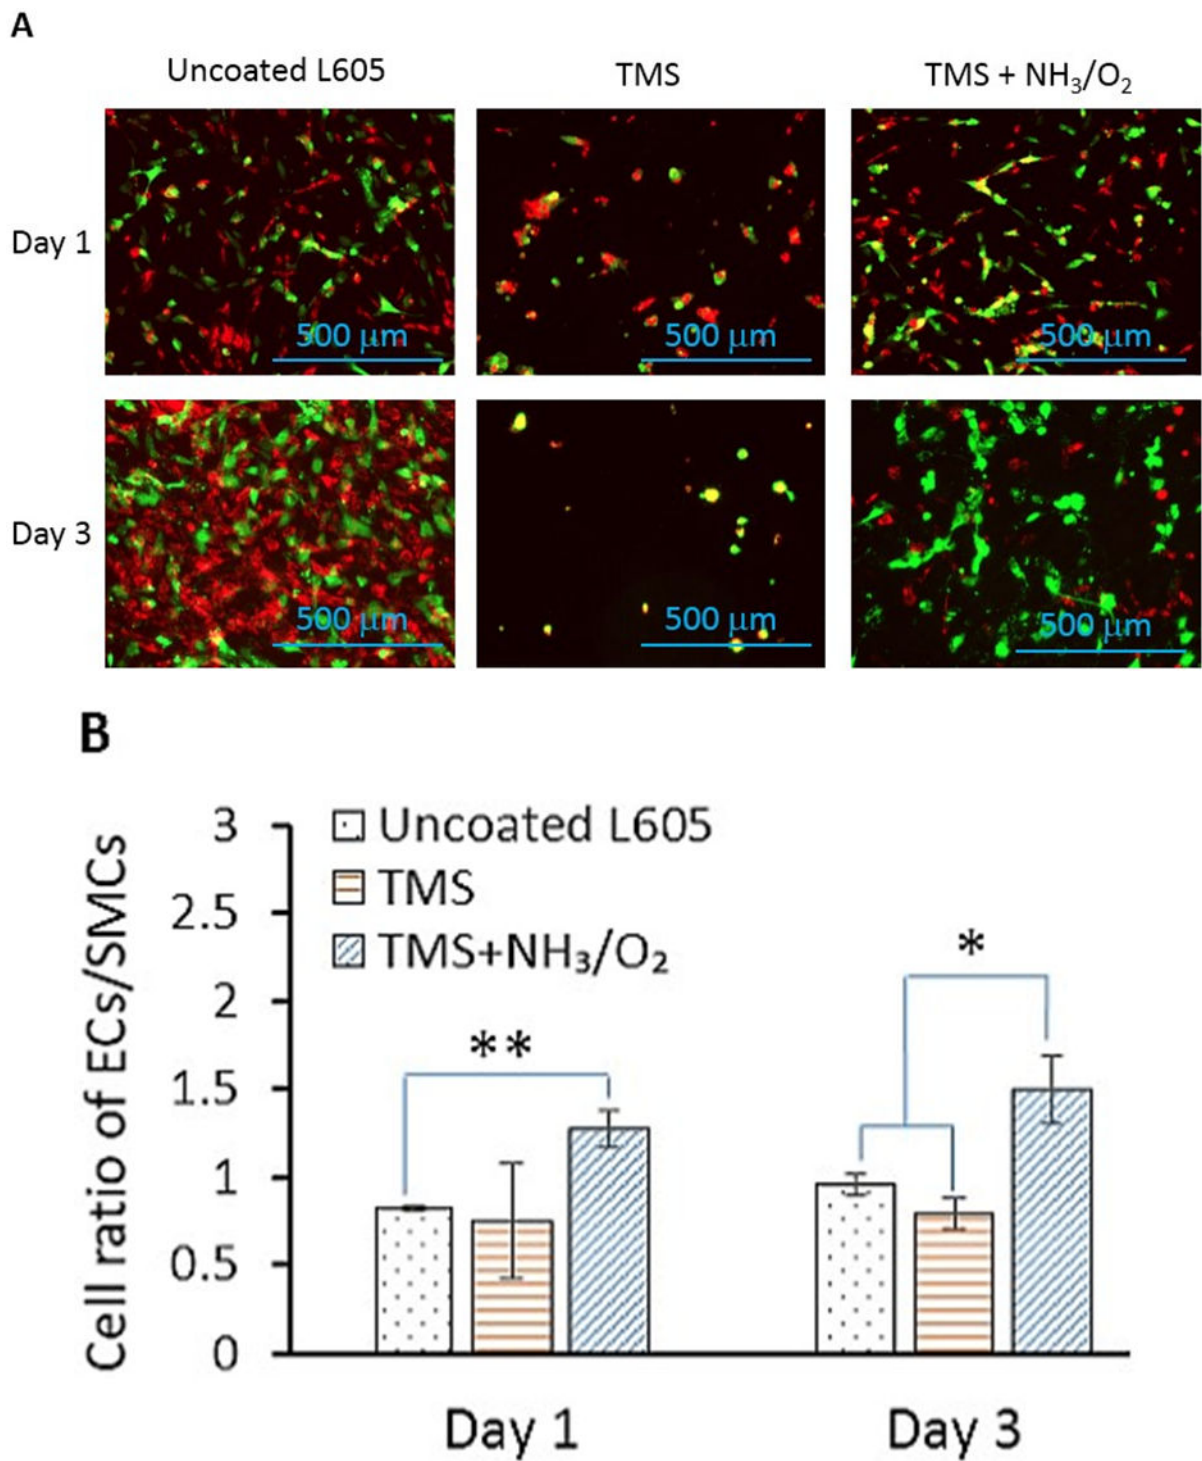 A
Uncoated L605 TMS TMS + NH₃/O₂
Day 1
500 µm 500 µm 500 µm
Day 3
500 µm 500 µm 500 µm
B
Cell ratio of ECs/SMCs
3
2.5
2
1.5
1
0.5
0
Uncoated L605
TMS
TMS+NH₃/O₂
**
*
Day 1 Day 3